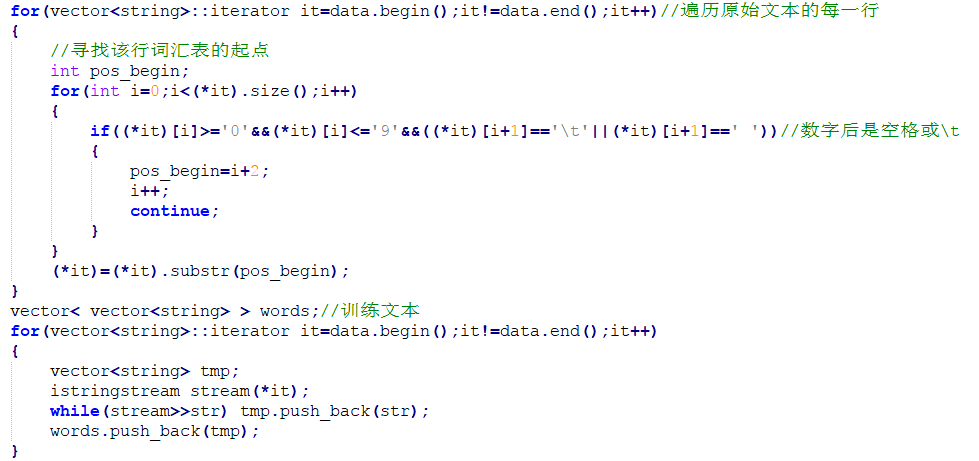 for(vector<string>::iterator it=data.begin();it!=data.end();it++)//遍历原始文本的每一行
{
    //寻找该行词汇表的起点
    int pos_begin;
    for(int i=0;i<(*it).size();i++)
    {
        if((*it)[i]>='0'&&(*it)[i]<='9'&&((*it)[i+1]=='\t'||(*it)[i+1]==' '))//数字后是空格或\t
        {
            pos_begin=i+2;
            i++;
            continue;
        }
    }
    (*it)=(*it).substr(pos_begin);
}
vector< vector<string> > words;//训练文本
for(vector<string>::iterator it=data.begin();it!=data.end();it++)
{
    vector<string> tmp;
    istringstream stream(*it);
    while(stream>>str) tmp.push_back(str);
    words.push_back(tmp);
}